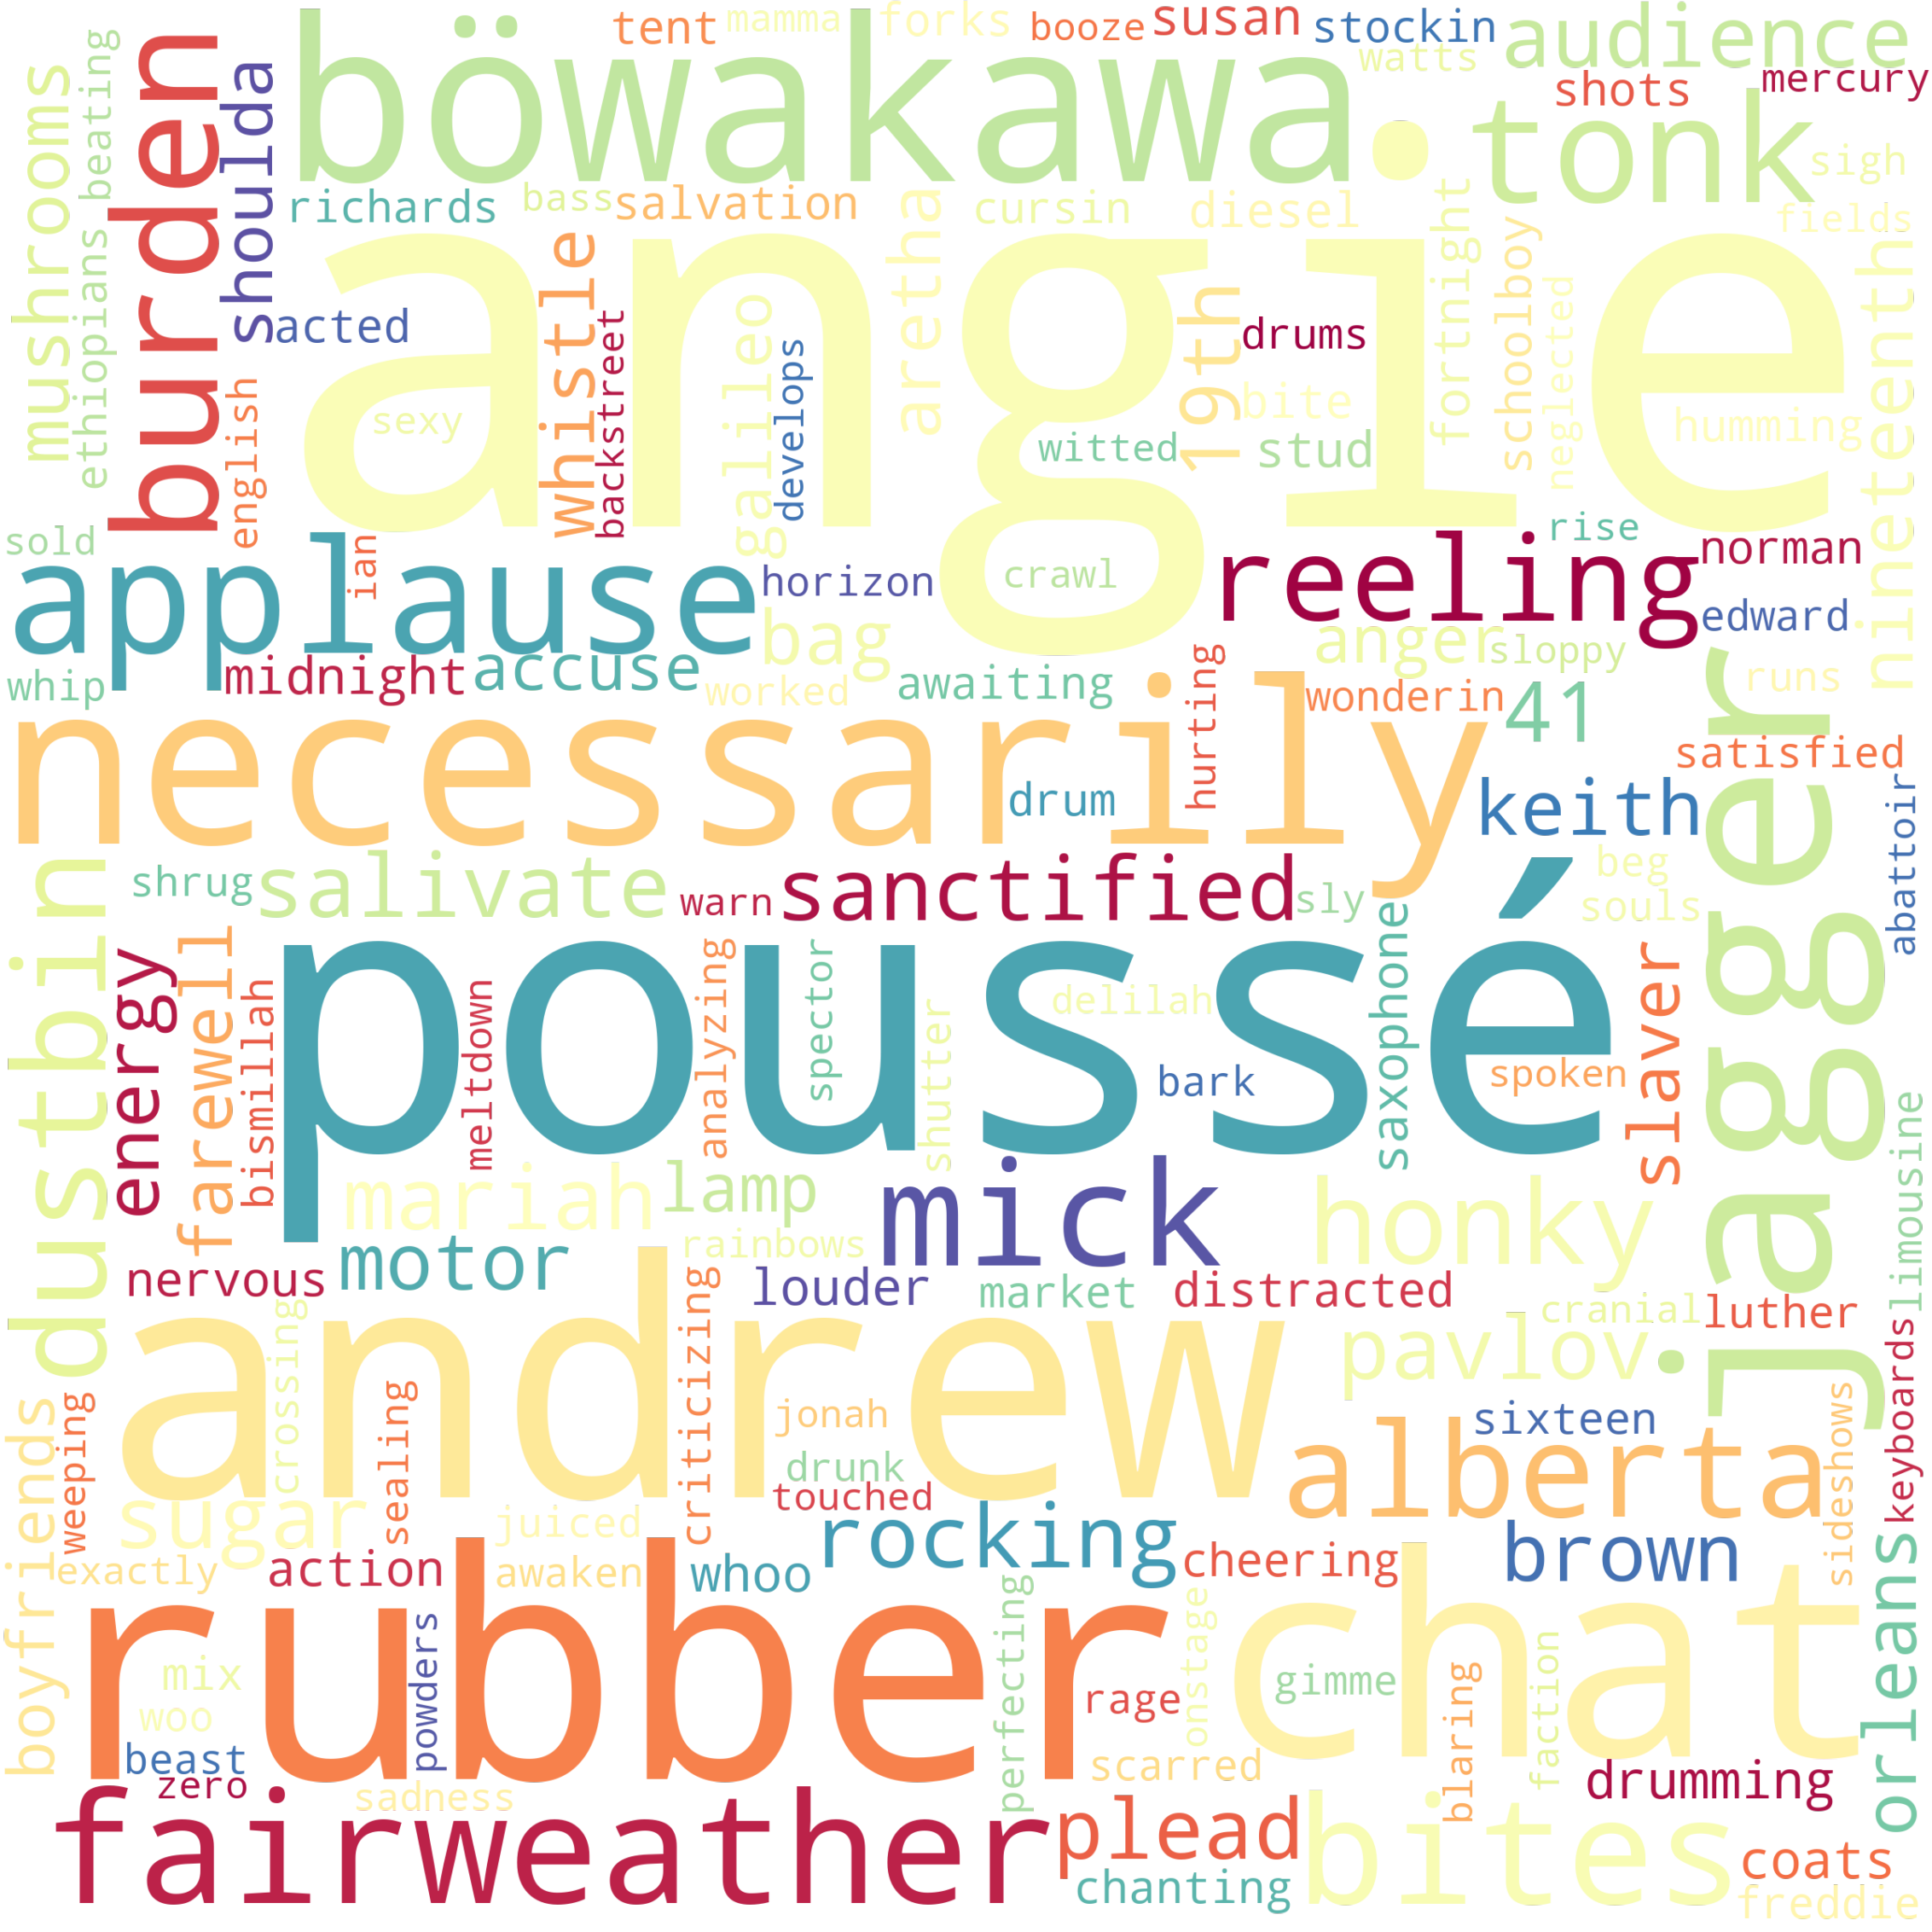 tent
mamma
forks
booze
susan
stockin
audience
watts
shots
mercury
beating
mushrooms
burden
shoulda
böwakawa
tonk
sigh
richards
bass
salvation
cursin
diesel
fields
aretha
fortnight
schoolboy
nineteenth
ethiopians
acted
whistle
backstreet
galileo
develops
angie
19th
drums
bite
neglected
sexy
english
witted
stud
humming
sold
ian
applause
horizon
crawl
reeling
rise
norman
edward
whip
midnight
accuse
bag
worked
awaiting
hurting
anger
sloppy
wonderin
41
runs
jagger
satisfied
necessarily
drum
keith
abattoir
dustbin
shrug
salivate
warn
sanctified
sly
beg
souls
energy
farewell
bismillah
meltdown
poussé
analyzing
spector
shutter
delilah
bark
saxophone
spoken
slaver
limousine
mariah
lamp
mick
honky
motor
rainbows
nervous
louder
market
distracted
cranial
luther
crossing
andrew
criticizing
pavlov
keyboards
boyfriends
weeping
sealing
jonah
sixteen
alberta
sideshows
drunk
touched
sugar
juiced
rocking
exactly
action
awaken
whoo
cheering
brown
orleans
rubber
chat
mix
powders
perfecting
onstage
gimme
rage
blaring
faction
woo
beast
zero
sadness
scarred
drumming
fairweather
plead
bites
coats
chanting
freddie